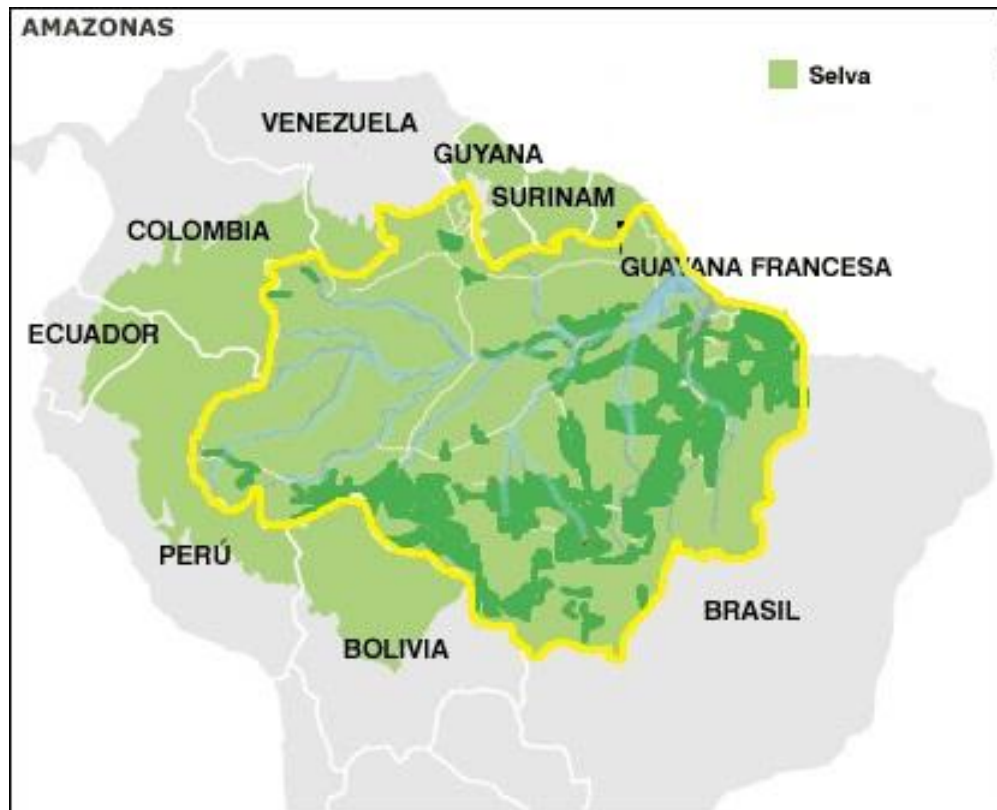 AMAZONAS
Selva
VENEZUELA
GUYANA
SURINAM
COLOMBIA
GUAYANA FRANCESA
ECUADOR
PERÚ
BRASIL
BOLIVIA